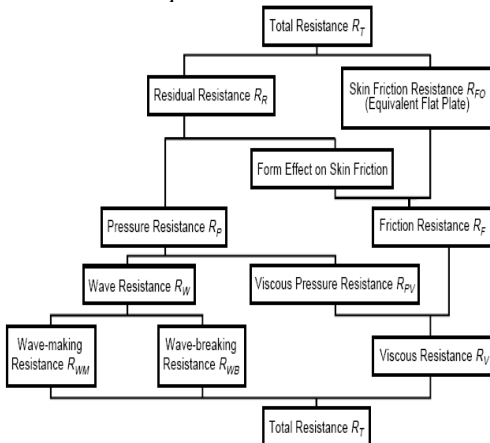 Total Resistance R_T
Residual Resistance R_R
Skin Friction Resistance R_FO
(Equivalent Flat Plate)
Form Effect on Skin Friction
Pressure Resistance R_P
Friction Resistance R_F
Wave Resistance R_W
Viscous Pressure Resistance R_PV
Wave-making
Resistance R_WM
Wave-breaking
Resistance R_WB
Viscous Resistance R_V
Total Resistance R_T